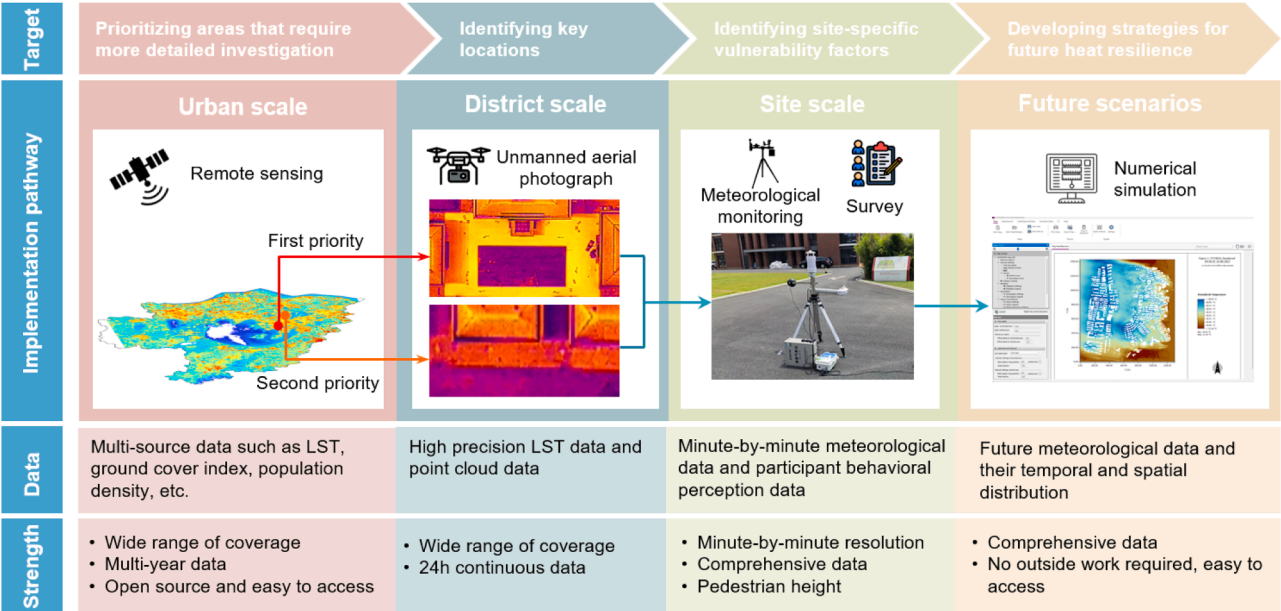 Target
Prioritizing areas that require
more detailed investigation
Identifying key
locations
Identifying site-specific
vulnerability factors
Developing strategies for
future heat resilience
Implementation pathway
Urban scale
Remote sensing
First priority
Second priority
District scale
Unmanned aerial
photograph
Site scale
Meteorological
monitoring
Survey
Future scenarios
Numerical
simulation
Data
Multi-source data such as LST,
ground cover index, population
density, etc.
High precision LST data and
point cloud data
Minute-by-minute meteorological
data and participant behavioral
perception data
Future meteorological data and
their temporal and spatial
distribution
Strength
• Wide range of coverage
• Multi-year data
• Open source and easy to access
• Wide range of coverage
• 24h continuous data
• Minute-by-minute resolution
• Comprehensive data
• Pedestrian height
• Comprehensive data
• No outside work required, easy to
access